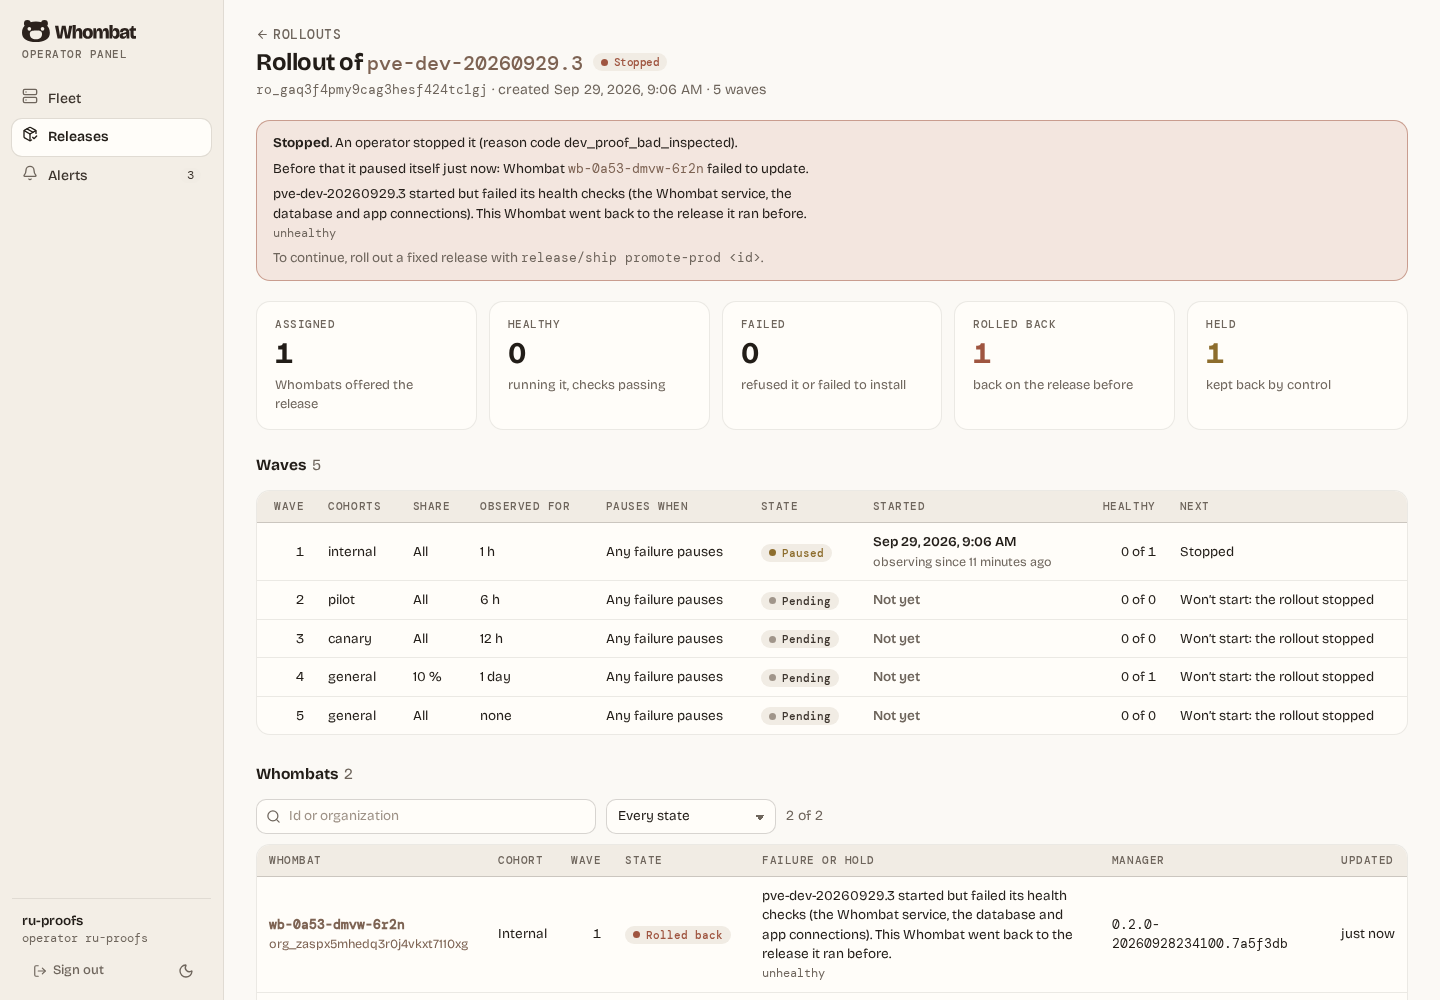 Whombat
OPERATOR PANEL
Fleet
Releases
Alerts 3
← ROLLOUTS
Rollout of pve-dev-20260929.3 Stopped
ro_gaq3f4pmy9cag3hesf424tclgj · created Sep 29, 2026, 9:06 AM · 5 waves
Stopped. An operator stopped it (reason code dev_proof_bad_inspected).
Before that it paused itself just now: Whombat wb-0a53-dmvw-6r2n failed to update.
pve-dev-20260929.3 started but failed its health checks (the Whombat service, the
database and app connections). This Whombat went back to the release it ran before.
unhealthy
To continue, roll out a fixed release with release/ship promote-prod <id>.
ASSIGNED
1
Whombats offered the
release
HEALTHY
0
running it, checks passing
FAILED
0
refused it or failed to install
ROLLED BACK
1
back on the release before
HELD
1
kept back by control
Waves 5
WAVE COHORTS SHARE OBSERVED FOR PAUSES WHEN STATE STARTED HEALTHY NEXT
1 internal All 1 h Any failure pauses Paused Sep 29, 2026, 9:06 AM 0 of 1 Stopped
observing since 11 minutes ago
2 pilot All 6 h Any failure pauses Pending Not yet 0 of 0 Won't start: the rollout stopped
3 canary All 12 h Any failure pauses Pending Not yet 0 of 0 Won't start: the rollout stopped
4 general 10 % 1 day Any failure pauses Pending Not yet 0 of 1 Won't start: the rollout stopped
5 general All none Any failure pauses Pending Not yet 0 of 0 Won't start: the rollout stopped
Whombats 2
Id or organization
Every state
2 of 2
WHOMBAT COHORT WAVE STATE FAILURE OR HOLD MANAGER UPDATED
wb-0a53-dmvw-6r2n
org_zaspx5mhedq3r0j4vkxt7110xg
Internal 1 Rolled back
pve-dev-20260929.3 started but failed its health
checks (the Whombat service, the database and
app connections). This Whombat went back to the
release it ran before.
unhealthy
0.2.0-
20260928234100.7a5f3db
just now
ru-proofs
operator ru-proofs
Sign out